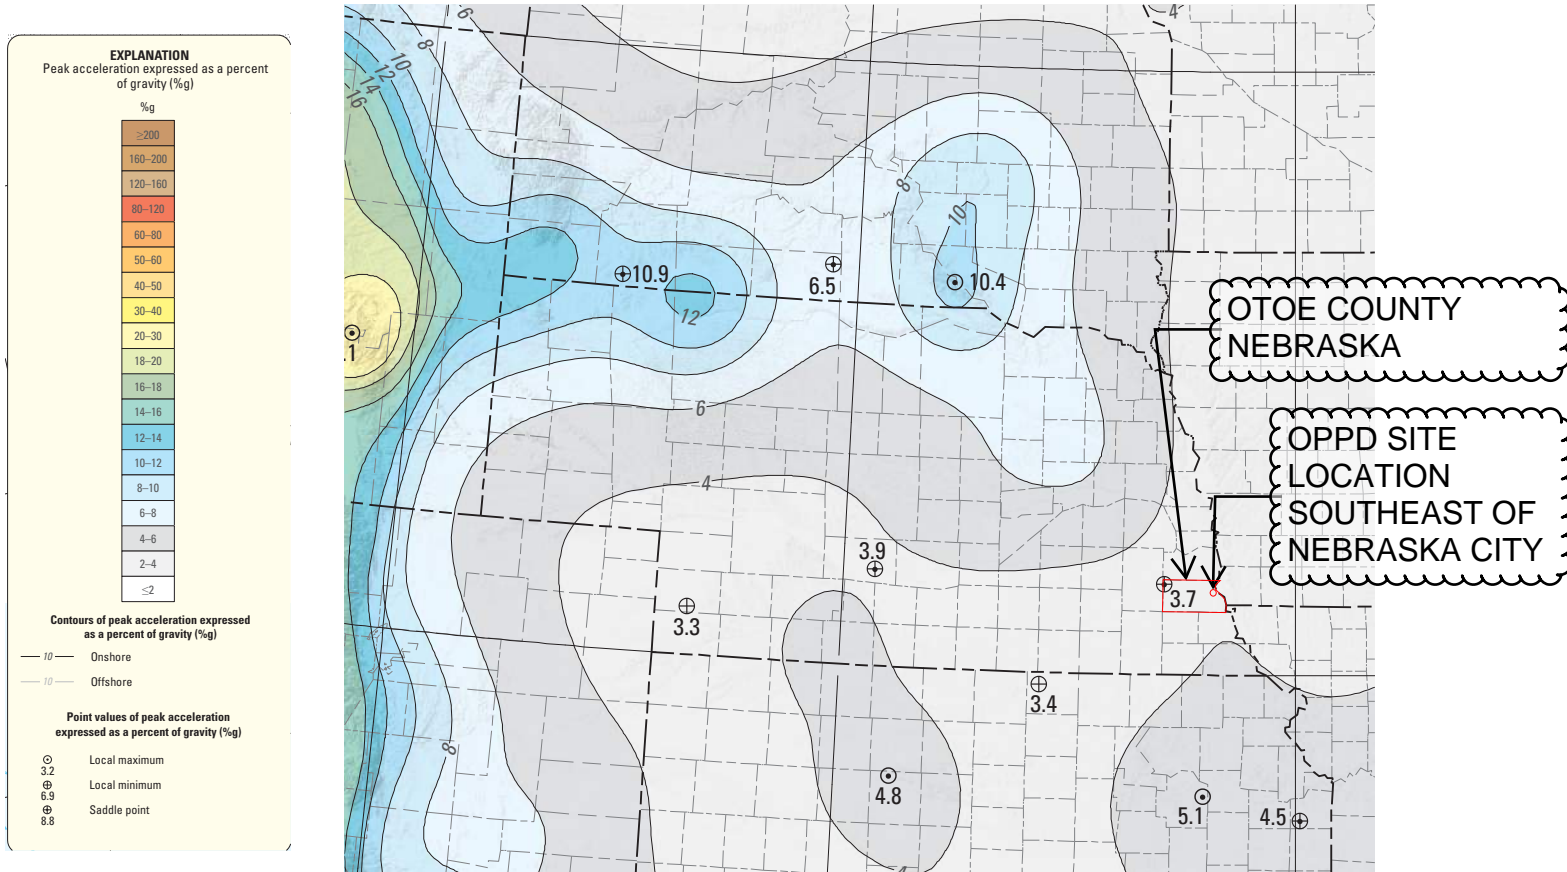 EXPLANATION
Peak acceleration expressed as a percent
of gravity (%g)
%g
≥200
160–200
120–160
80–120
60–80
50–60
40–50
30–40
20–30
18–20
16–18
14–16
12–14
10–12
8–10
6–8
4–6
2–4
≤2
Contours of peak acceleration expressed
as a percent of gravity (%g)
10 Onshore
10 Offshore
Point values of peak acceleration
expressed as a percent of gravity (%g)
Local maximum
3.2
Local minimum
6.9
Saddle point
8.8
6
8
10
12
14
16
4
8
10
10.9
6.5
10.4
12
.1
6
4
3.9
3.3
3.7
3.4
8
4.8
5.1
4.5
4
OTOE COUNTY
NEBRASKA
OPPD SITE
LOCATION
SOUTHEAST OF
NEBRASKA CITY